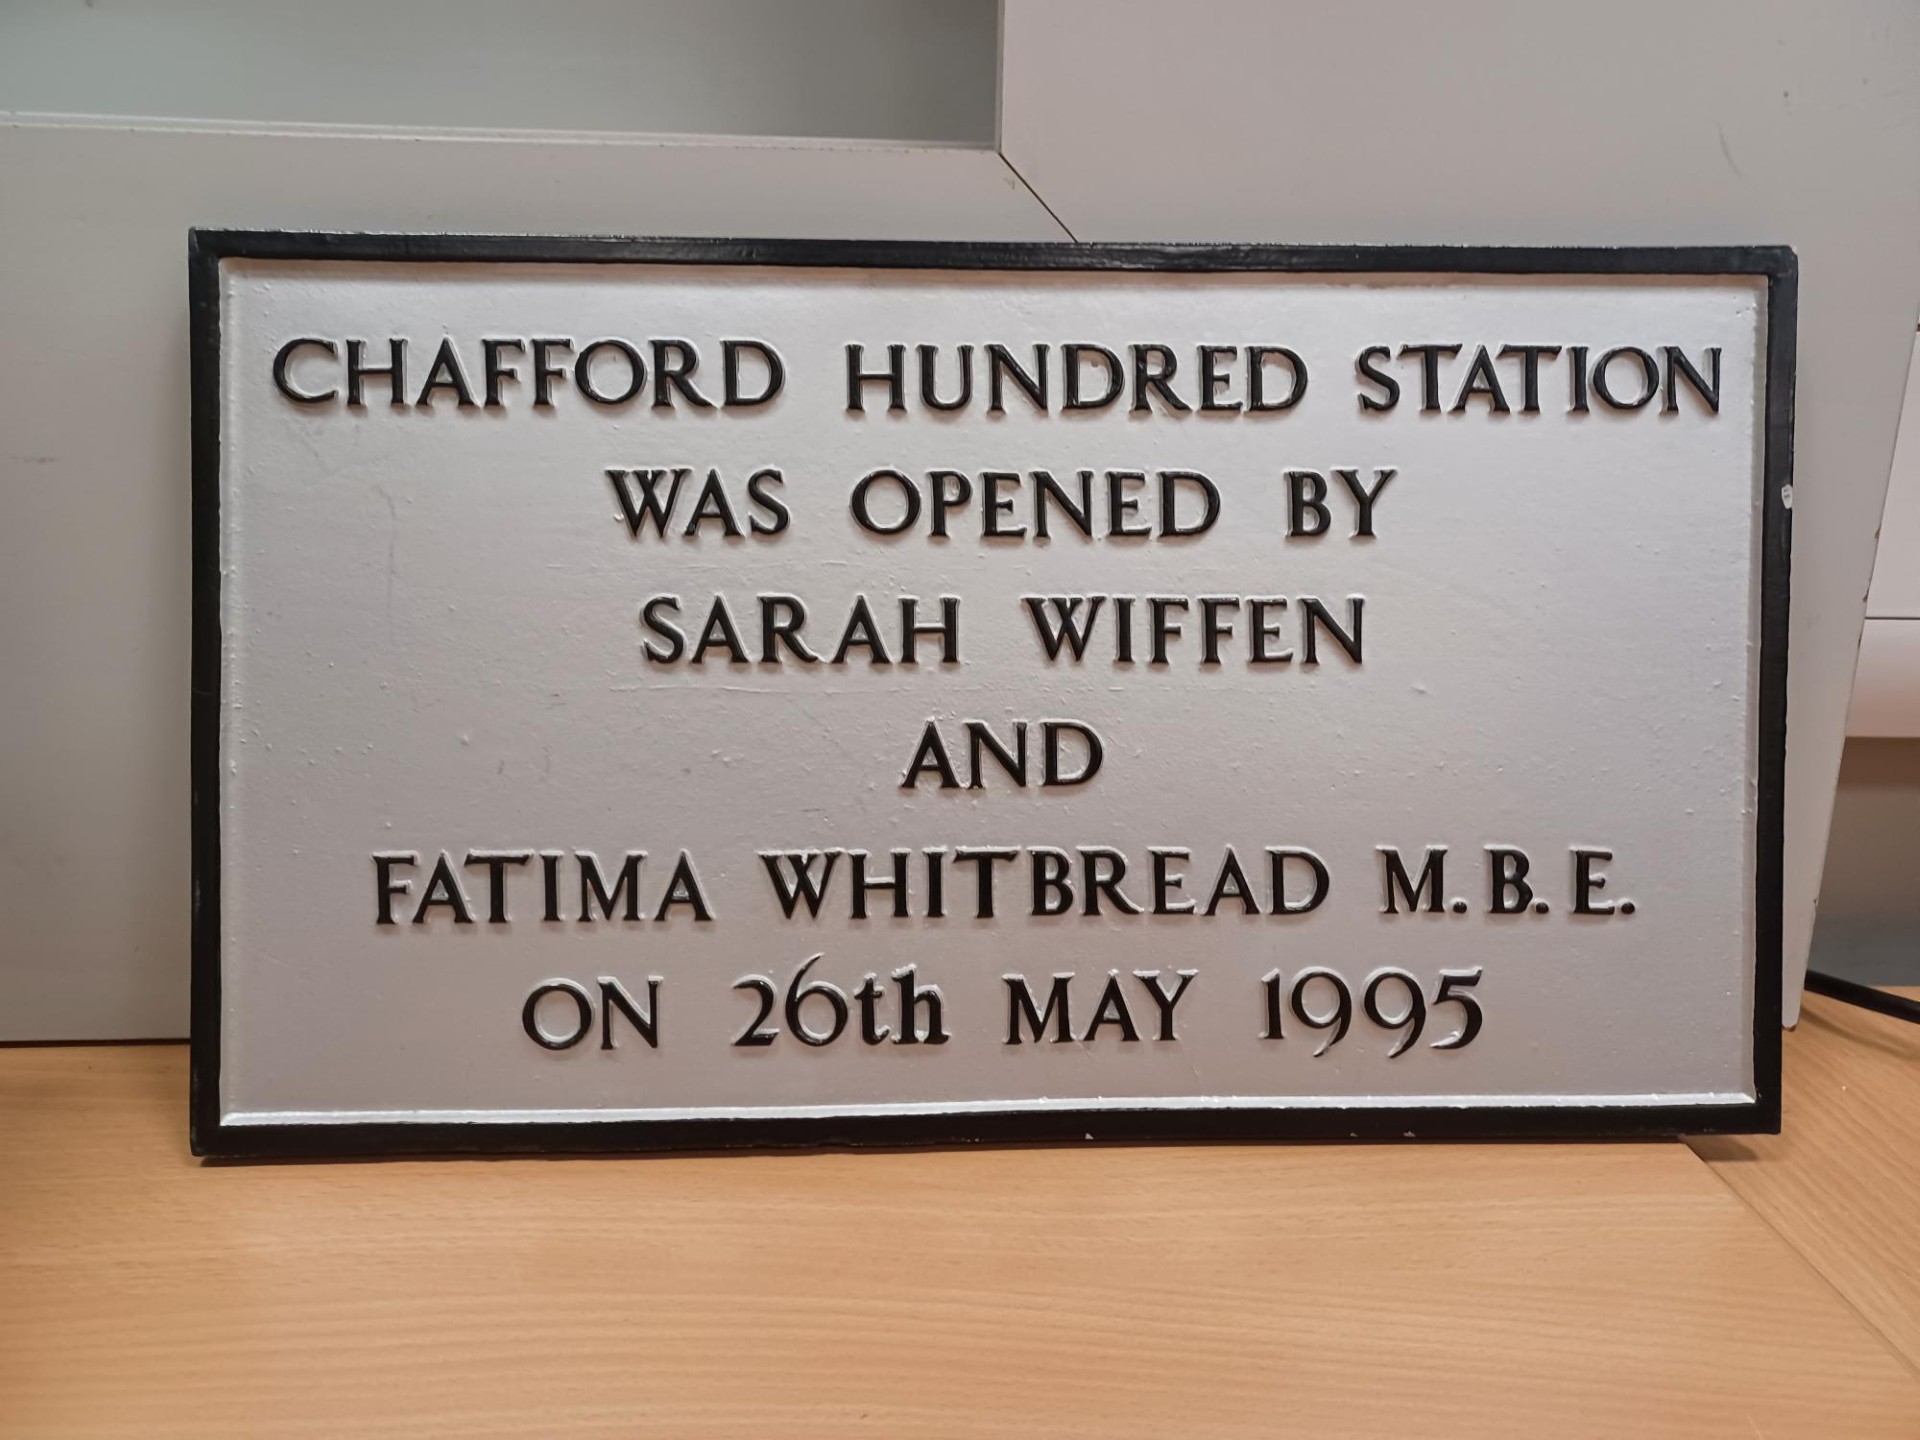 CHAFFORD HUNDRED STATION
WAS OPENED BY
SARAH WIFFEN
AND
FATIMA WHITBREAD M.B.E.
ON 26th MAY 1995